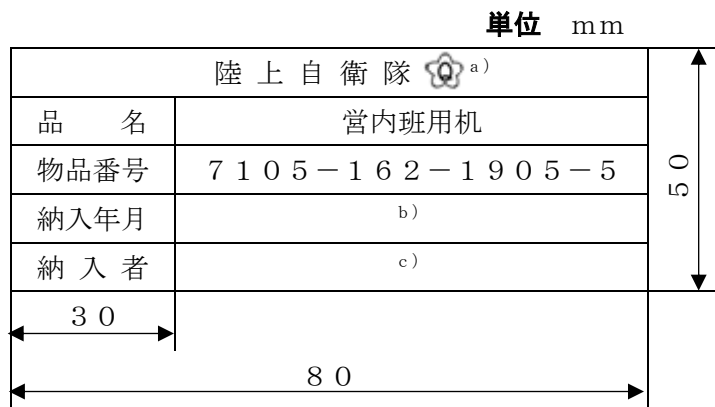 単位 mm
陸上自衛隊 Q a)
品 名 営内班用机
物品番号 7105-162-1905-5
納入年月 b)
納入者 c)
50
30
80